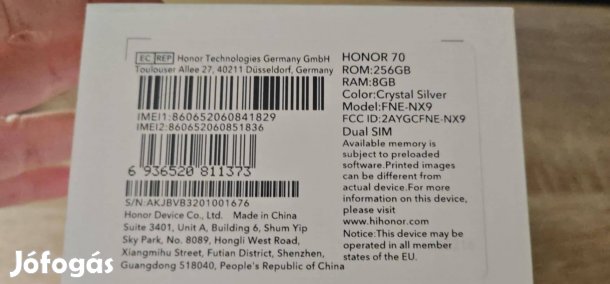 EC REP Honor Technologies Germany GmbH
Toulouser Allee 27, 40211 Düsseldorf, Germany
IMEI1:860652060841829
IMEI2:860652060851836
6 936520 811373
S/N:AKJBVB3201001676
Honor Device Co., Ltd. Made in China
Suite 3401, Unit A, Building 6, Shum Yip
Sky Park, No. 8089, Hongli West Road,
Xiangmihu Street, Futian District, Shenzhen,
Guangdong 518040, People's Republic of China
HONOR 70
ROM:256GB
RAM:8GB
Color:Crystal Silver
Model:FNE-NX9
FCC ID:2AYGCFNE-NX9
Dual SIM
Available memory is
subject to preloaded
software.Printed images
can be different from
actual device.For more
information on this device,
please visit
www.hihonor.com
Notice:This device may be
operated in all member
states of the EU.
Jófogás